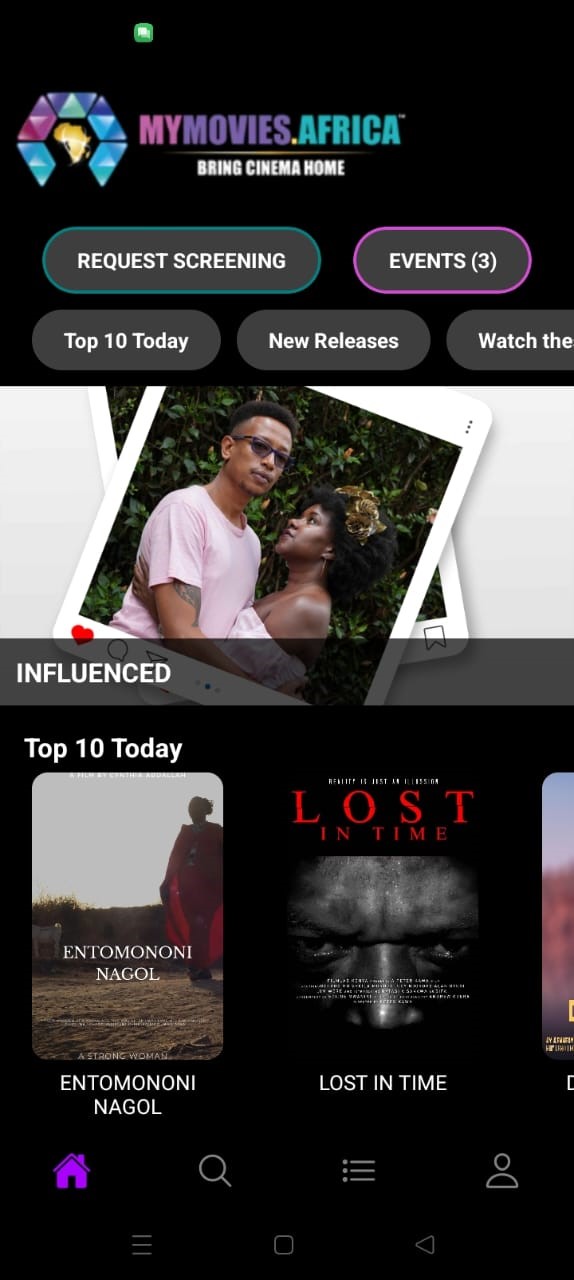 MYMOVIES.AFRICA™
BRING CINEMA HOME
REQUEST SCREENING
EVENTS (3)
Top 10 Today
New Releases
Watch the
INFLUENCED
Top 10 Today
A FILM BY CYNTHIA ABDALLAH
ENTOMONONI
NAGOL
A STRONG WOMAN
REALITY IS JUST AN ILLUSION
LOST
IN TIME
ENTOMONONI
NAGOL
LOST IN TIME
D